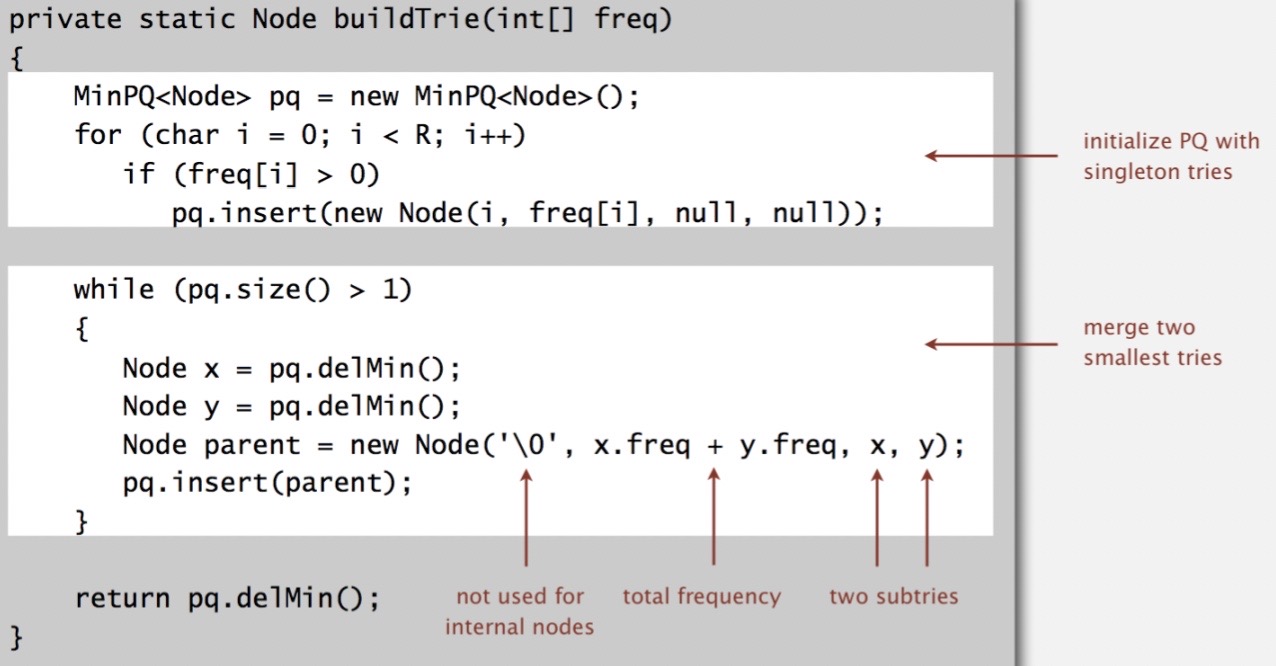 private static Node buildTrie(int[] freq)
{
MinPQ<Node> pq = new MinPQ<Node>();
for (char i = 0; i < R; i++)
if (freq[i] > 0)
pq.insert(new Node(i, freq[i], null, null));
initialize PQ with
singleton tries
while (pq.size() > 1)
{
Node x = pq.delMin();
Node y = pq.delMin();
Node parent = new Node('\0', x.freq + y.freq, x, y);
pq.insert(parent);
}
merge two
smallest tries
not used for
internal nodes
total frequency
two subtries
return pq.delMin();
}